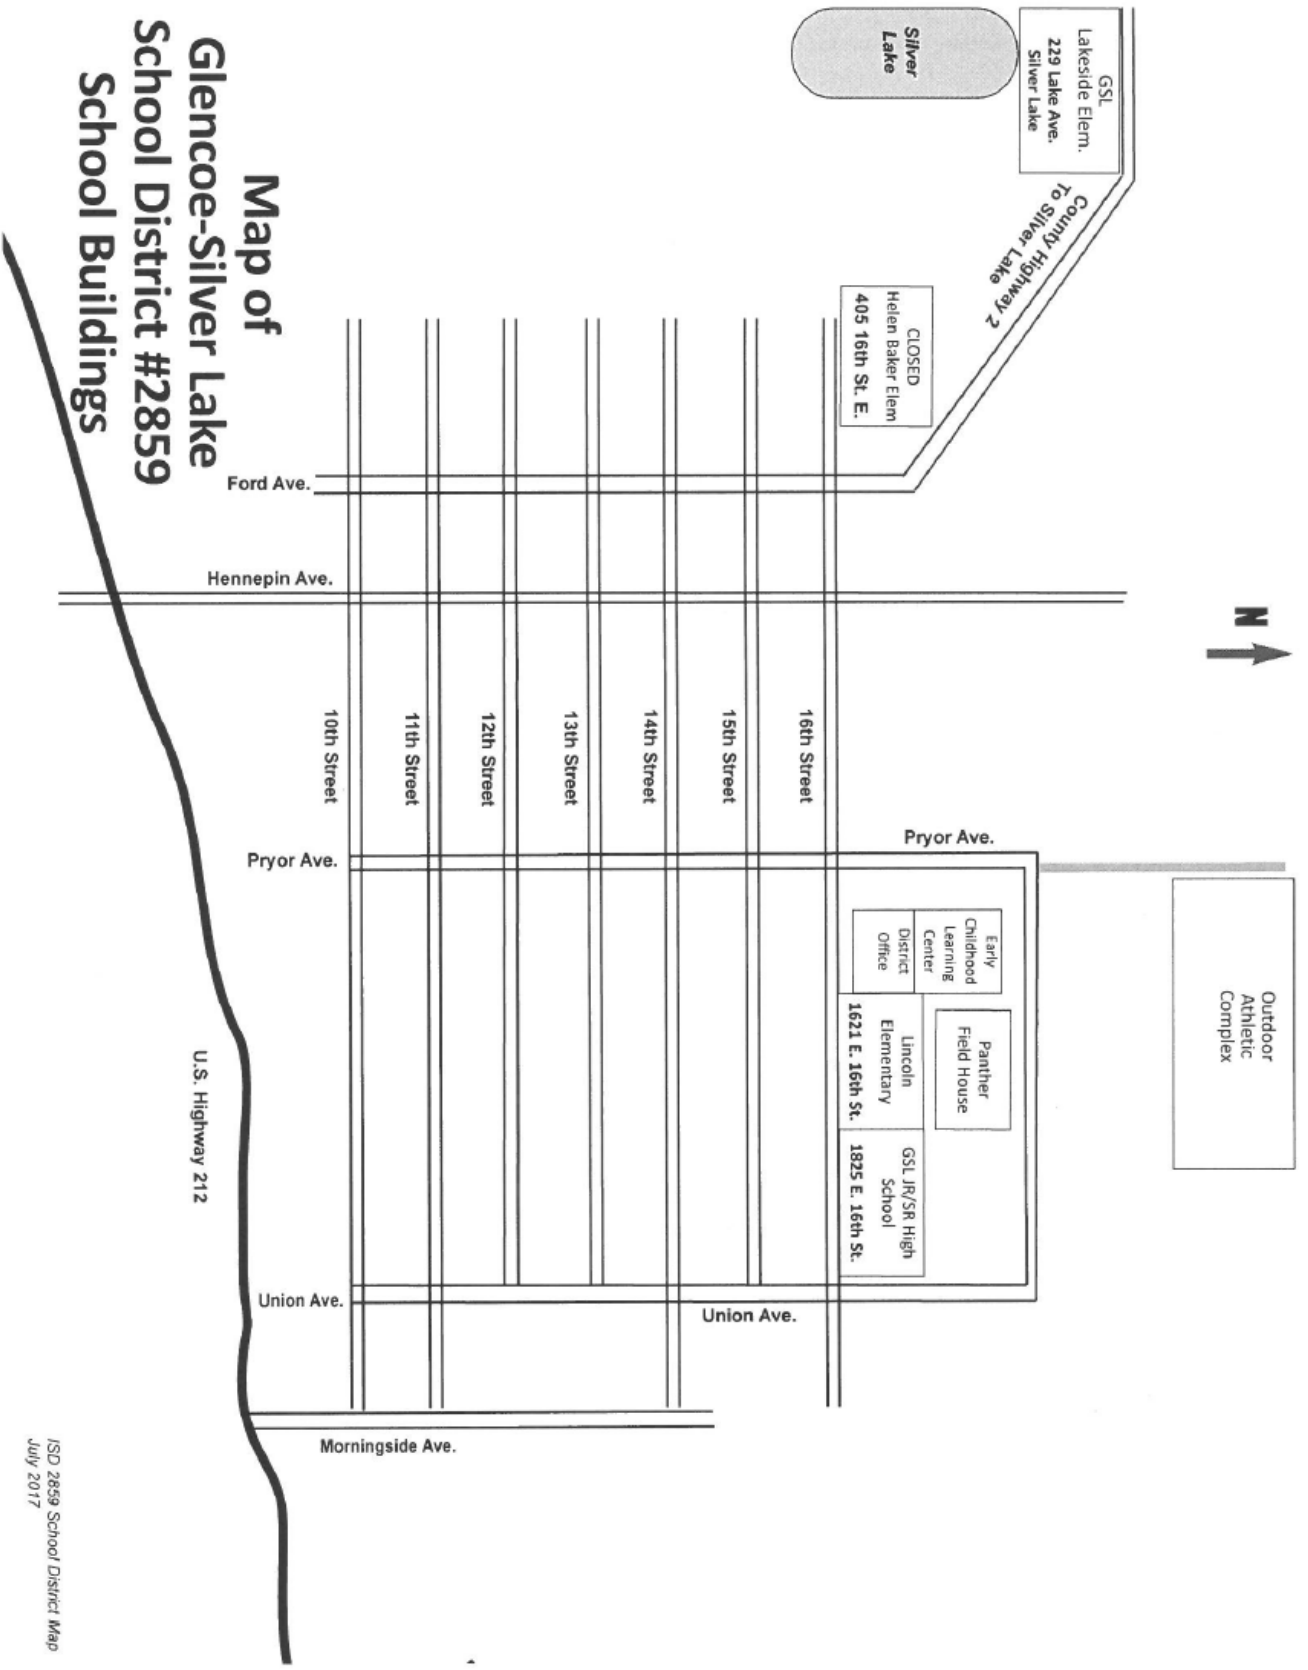 Map of
Glencoe-Silver Lake
School District #2859
School Buildings
Silver
Lake
GSL
Lakeside Elem.
229 Lake Ave.
Silver Lake
County Highway 2
To Silver Lake
CLOSED
Helen Baker Elem
405 16th St. E.
N
Ford Ave.
Hennepin Ave.
16th Street
15th Street
14th Street
13th Street
12th Street
11th Street
10th Street
Pryor Ave.
Pryor Ave.
Outdoor
Athletic
Complex
Early
Childhood
Learning
Center
District
Office
Panther
Field House
Lincoln
Elementary
1621 E. 16th St.
GSL JR/SR High
School
1825 E. 16th St.
Union Ave.
Union Ave.
U.S. Highway 212
Morningside Ave.
ISD 2859 School District Map
July 2017